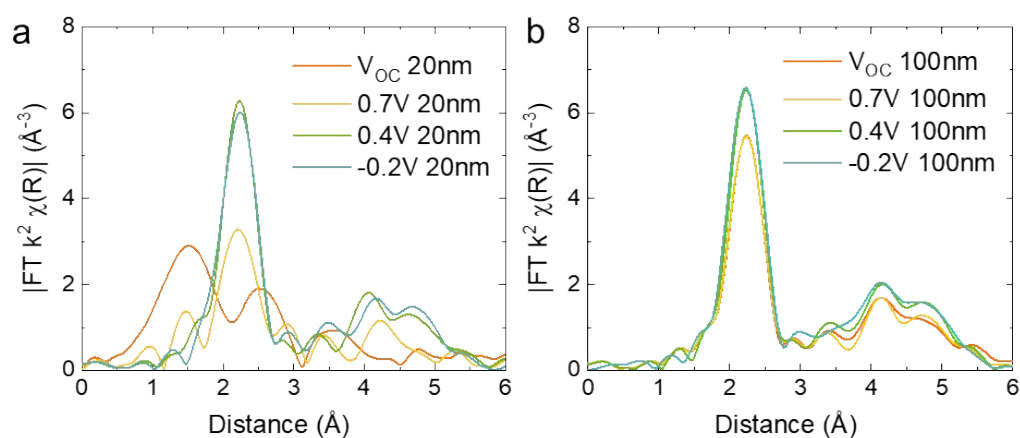 a
8
6
4
2
0
|FT k² χ(R)| (Å⁻³)
V_OC 20nm
0.7V 20nm
0.4V 20nm
-0.2V 20nm
0 1 2 3 4 5 6
Distance (Å)
b
8
6
4
2
0
|FT k² χ(R)| (Å⁻³)
V_OC 100nm
0.7V 100nm
0.4V 100nm
-0.2V 100nm
0 1 2 3 4 5 6
Distance (Å)